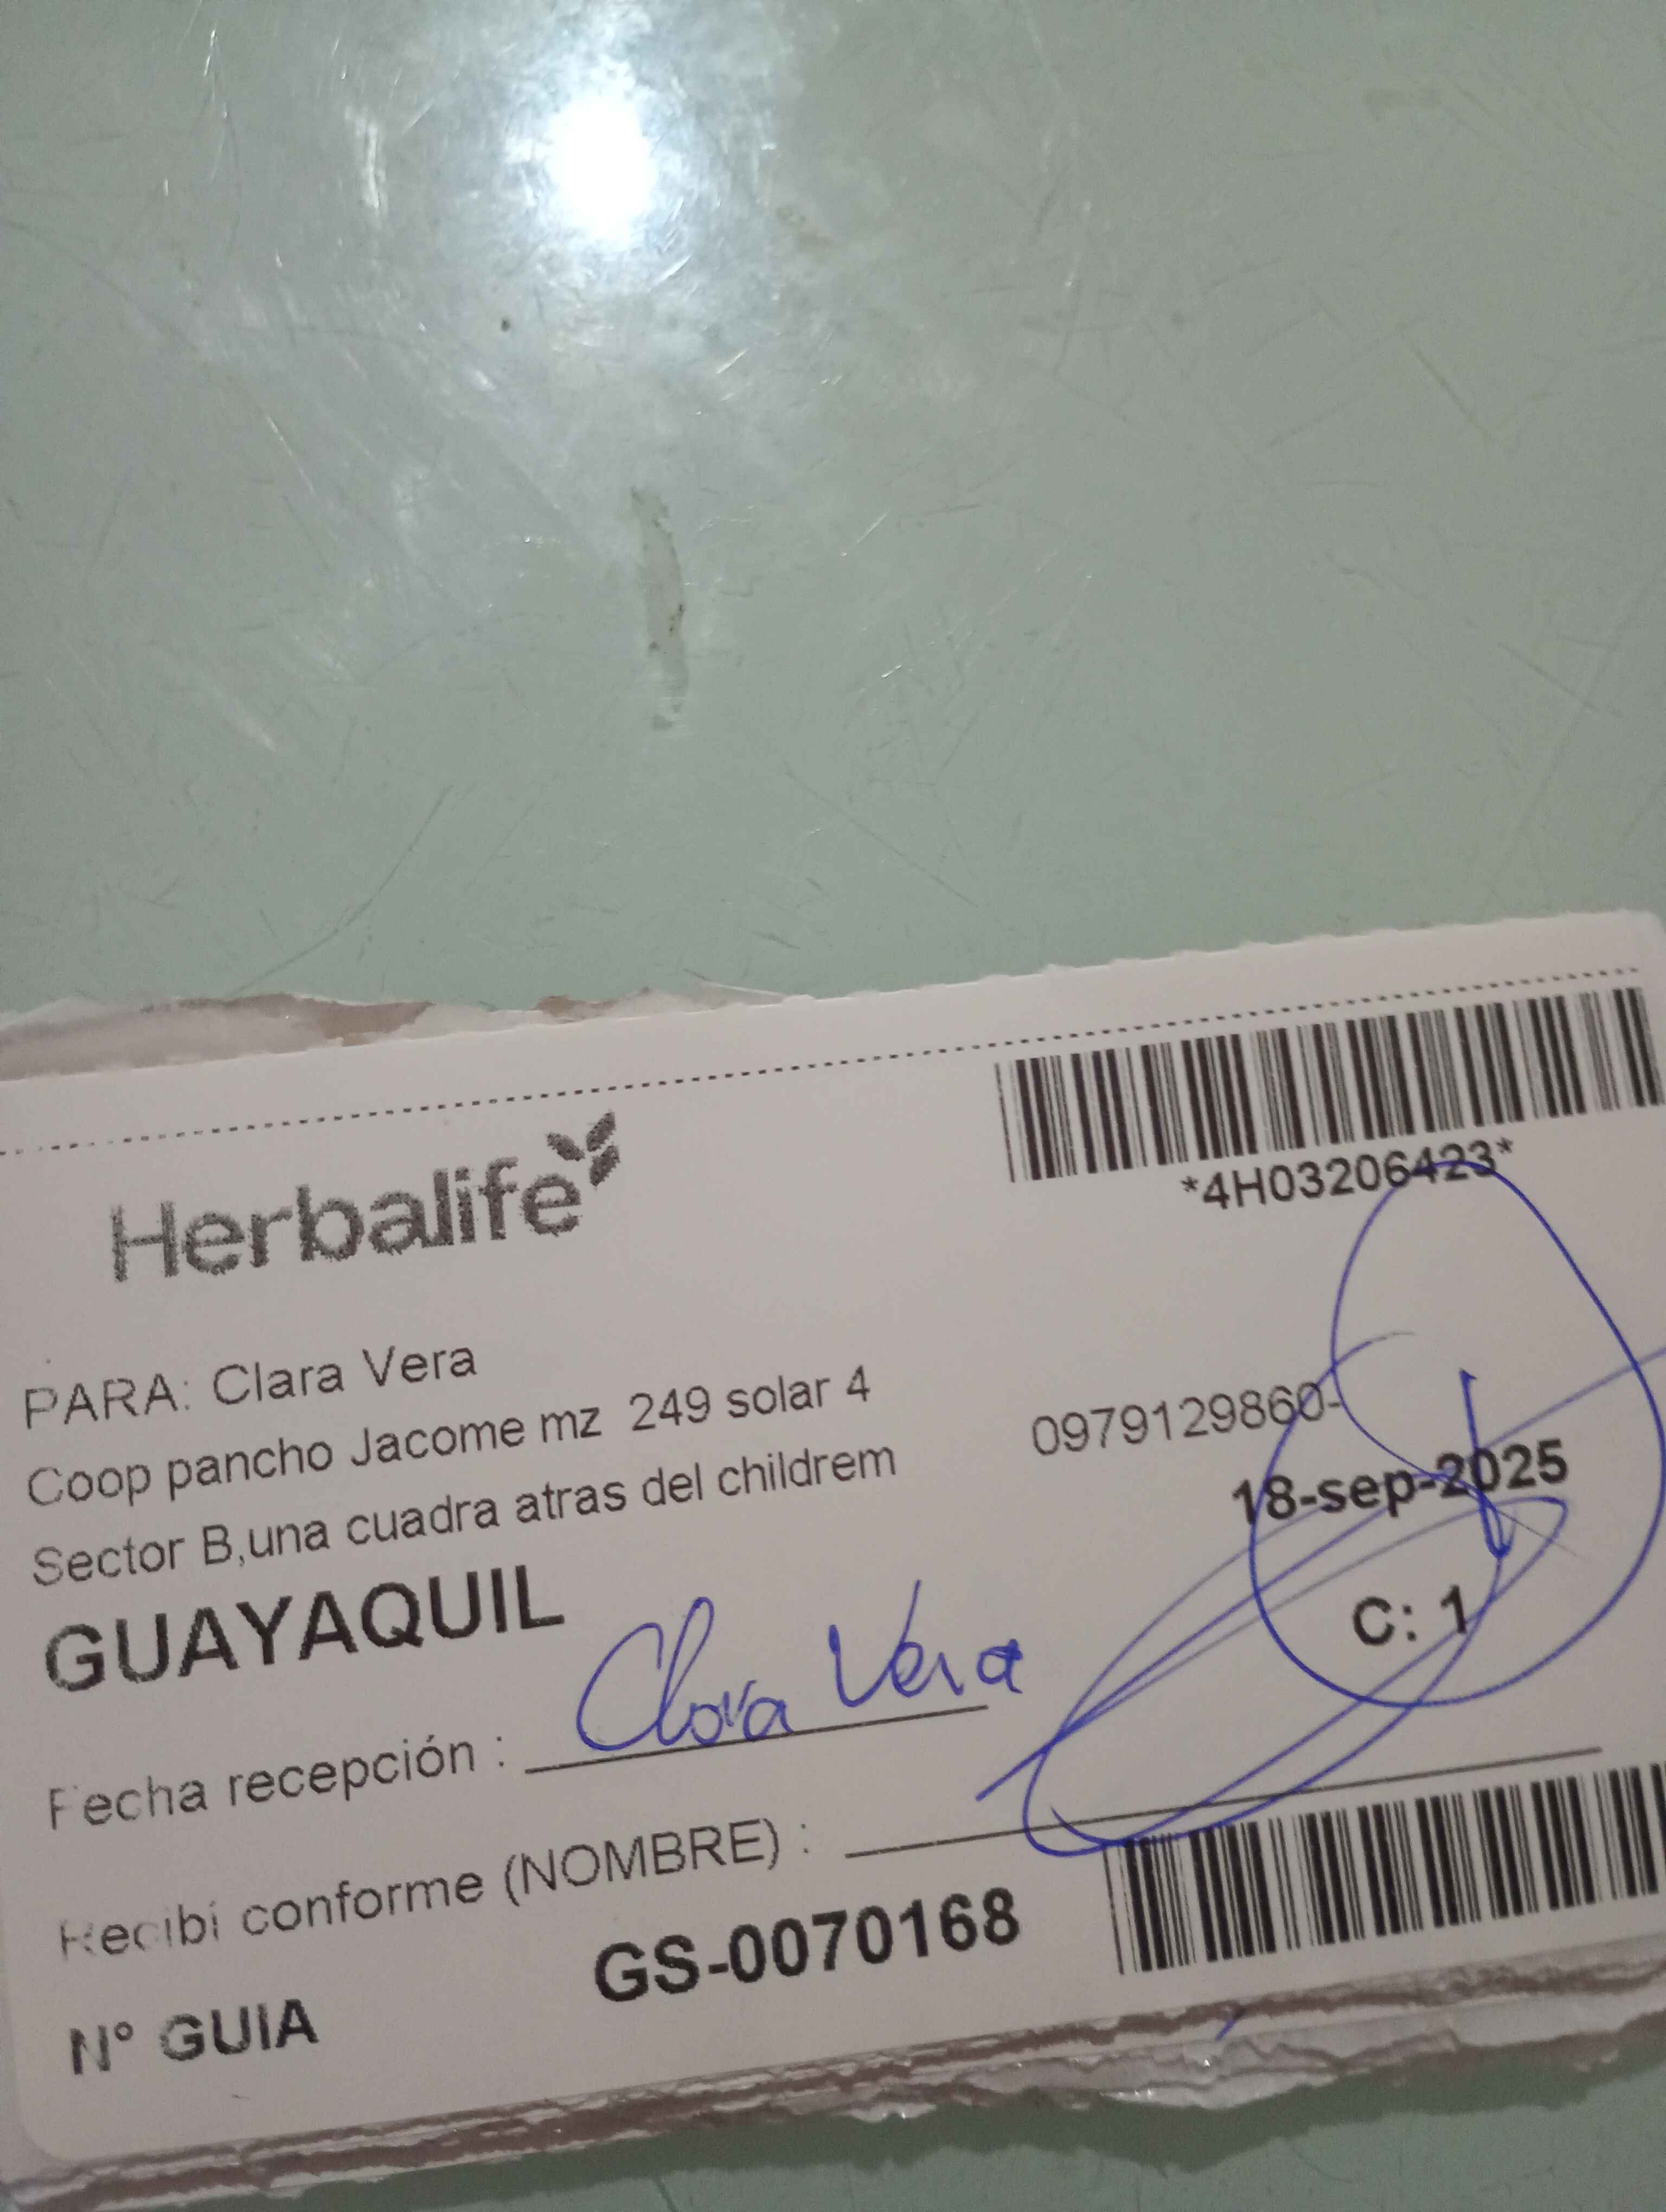 *4H03206423*
Herbalife
PARA: Clara Vera
Coop pancho Jacome mz 249 solar 4
0979129860-
Sector B,una cuadra atras del childrem
18-sep-2025
GUAYAQUIL
C: 1
Fecha recepción : Clara Vera
Recibí conforme (NOMBRE) :
N° GUIA GS-0070168